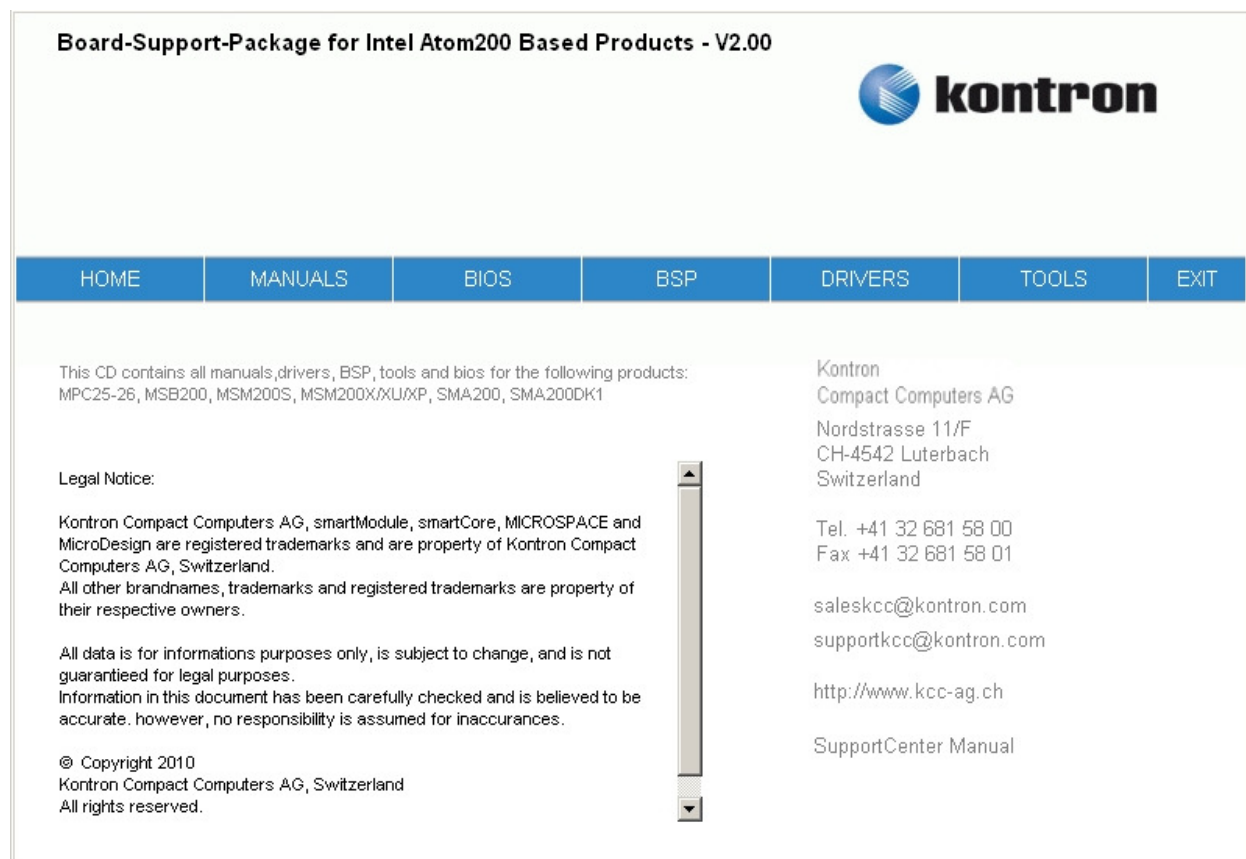 Board-Support-Package for Intel Atom200 Based Products - V2.00
kontron
HOME
MANUALS
BIOS
BSP
DRIVERS
TOOLS
EXIT
This CD contains all manuals,drivers, BSP, tools and bios for the following products:
MPC25-26, MSB200, MSM200S, MSM200X/XU/XP, SMA200, SMA200DK1
Legal Notice:
Kontron Compact Computers AG, smartModule, smartCore, MICROSPACE and
MicroDesign are registered trademarks and are property of Kontron Compact
Computers AG, Switzerland.
All other brandnames, trademarks and registered trademarks are property of
their respective owners.
All data is for informations purposes only, is subject to change, and is not
guarantieed for legal purposes.
Information in this document has been carefully checked and is believed to be
accurate. however, no responsibility is assumed for inaccurances.
© Copyright 2010
Kontron Compact Computers AG, Switzerland
All rights reserved.
Kontron
Compact Computers AG
Nordstrasse 11/F
CH-4542 Luterbach
Switzerland
Tel. +41 32 681 58 00
Fax +41 32 681 58 01
saleskcc@kontron.com
supportkcc@kontron.com
http://www.kcc-ag.ch
SupportCenter Manual